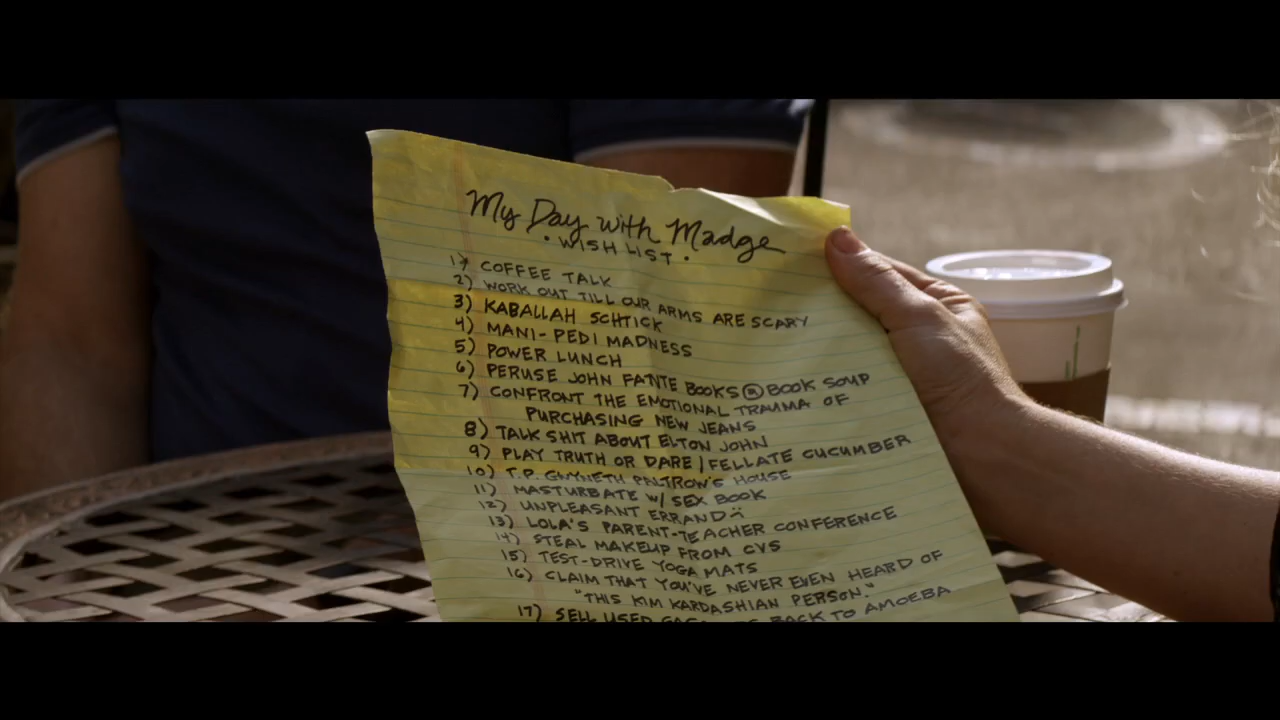 My Day with Madge
• WISH LIST •
1) COFFEE TALK
2) WORK OUT TILL OUR ARMS ARE SCARY
3) KABALLAH SCHTICK
4) MANI-PEDI MADNESS
5) POWER LUNCH
6) PERUSE JOHN FANTE BOOKS @ BOOK SOUP
7) CONFRONT THE EMOTIONAL TRAUMA OF
PURCHASING NEW JEANS
8) TALK SHIT ABOUT ELTON JOHN
9) PLAY TRUTH OR DARE / FELLATE CUCUMBER
10) T.P. GWYNETH PALTROW'S HOUSE
11) MASTURBATE W/ SEX BOOK
12) UNPLEASANT ERRAND
13) LOLA'S PARENT-TEACHER CONFERENCE
14) STEAL MAKEUP FROM CVS
15) TEST-DRIVE YOGA MATS
16) CLAIM THAT YOU'VE NEVER EVEN HEARD OF
"THIS KIM KARDASHIAN PERSON."
17) SELL USED BACK TO AMOEBA